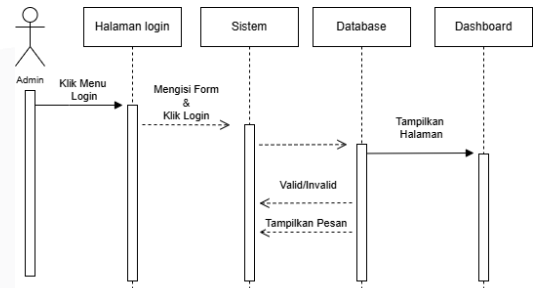 Halaman login
Sistem
Database
Dashboard
Admin
Klik Menu
Login
Mengisi Form
&
Klik Login
Tampilkan
Halaman
Valid/Invalid
Tampilkan Pesan